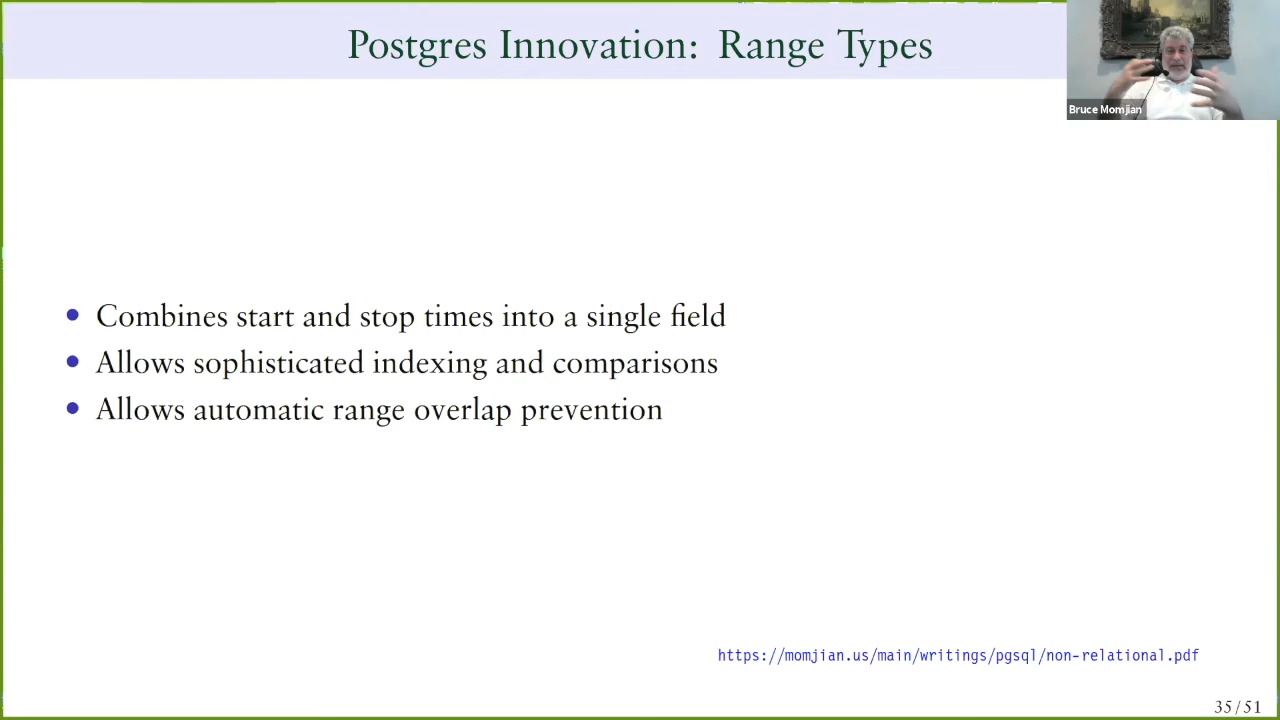 Postgres Innovation: Range Types
Bruce Momjian
• Combines start and stop times into a single field
• Allows sophisticated indexing and comparisons
• Allows automatic range overlap prevention
https://momjian.us/main/writings/pgsql/non-relational.pdf
35/51